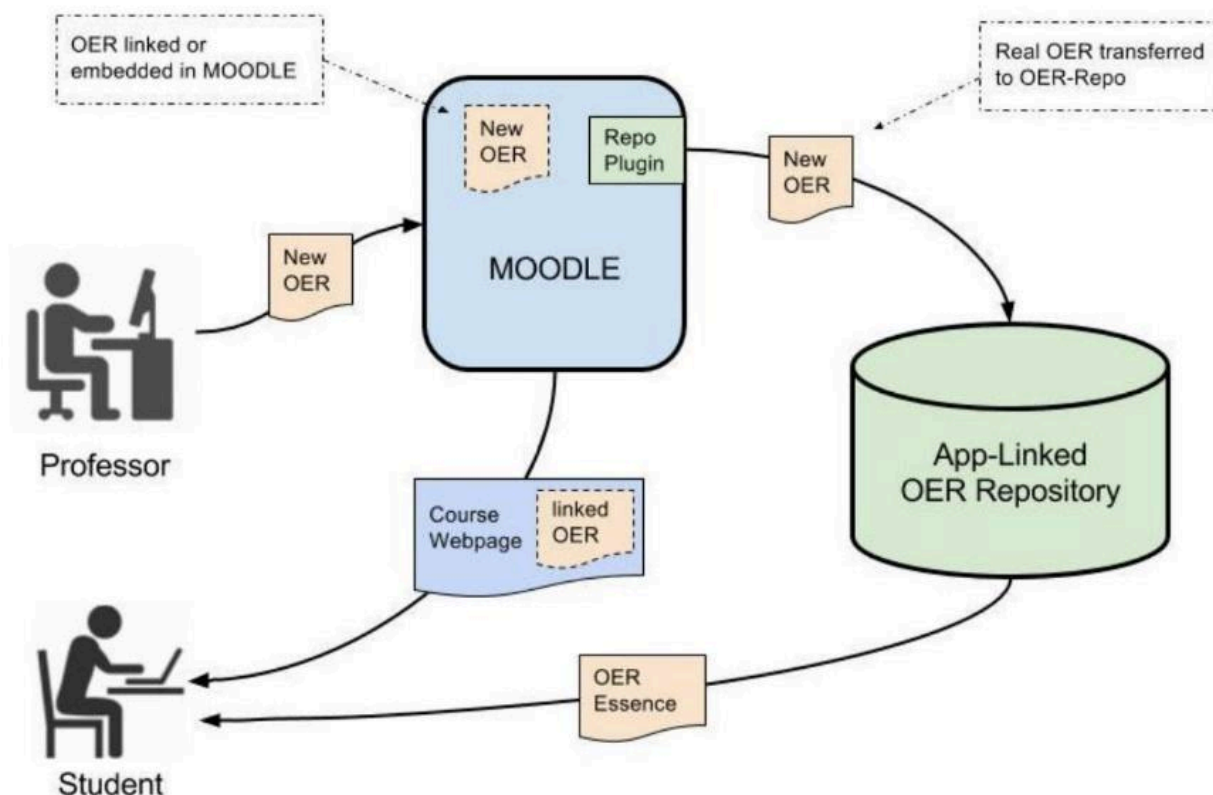 OER linked or
embedded in MOODLE
Real OER transferred
to OER-Repo
New
OER
Repo
Plugin
New
OER
New
OER
MOODLE
Professor
App-Linked
OER Repository
Course
Webpage
linked
OER
OER
Essence
Student